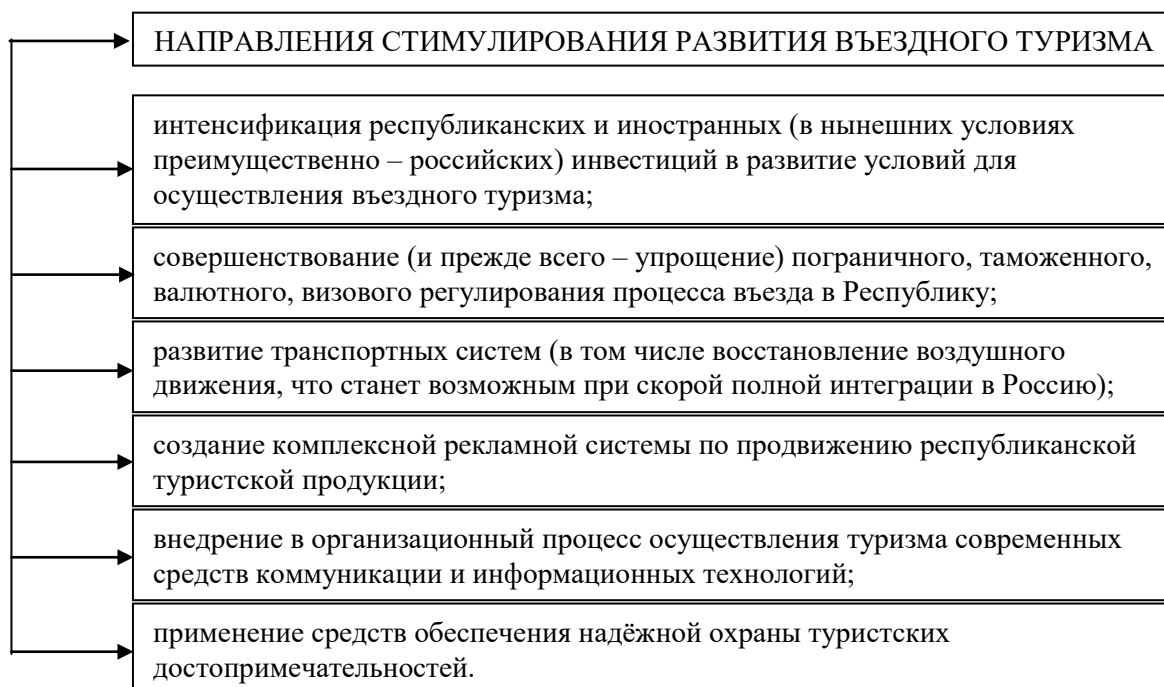 НАПРАВЛЕНИЯ СТИМУЛИРОВАНИЯ РАЗВИТИЯ ВЪЕЗДНОГО ТУРИЗМА
интенсификация республиканских и иностранных (в нынешних условиях
преимущественно – российских) инвестиций в развитие условий для
осуществления въездного туризма;
совершенствование (и прежде всего – упрощение) пограничного, таможенного,
валютного, визового регулирования процесса въезда в Республику;
развитие транспортных систем (в том числе восстановление воздушного
движения, что станет возможным при скорой полной интеграции в Россию);
создание комплексной рекламной системы по продвижению республиканской
туристской продукции;
внедрение в организационный процесс осуществления туризма современных
средств коммуникации и информационных технологий;
применение средств обеспечения надёжной охраны туристских
достопримечательностей.